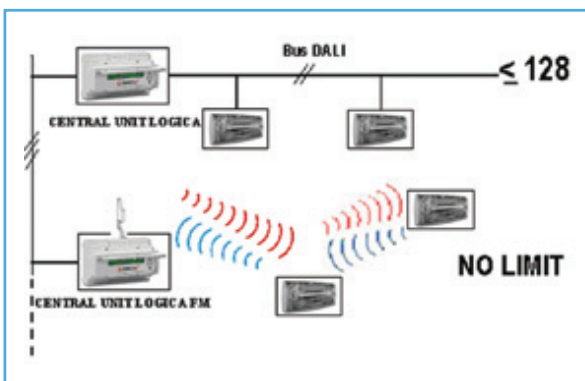 Bus DALI
≤ 128
CENTRAL UNIT LOGICA
CENTRAL UNIT LOGICA FM
NO LIMIT